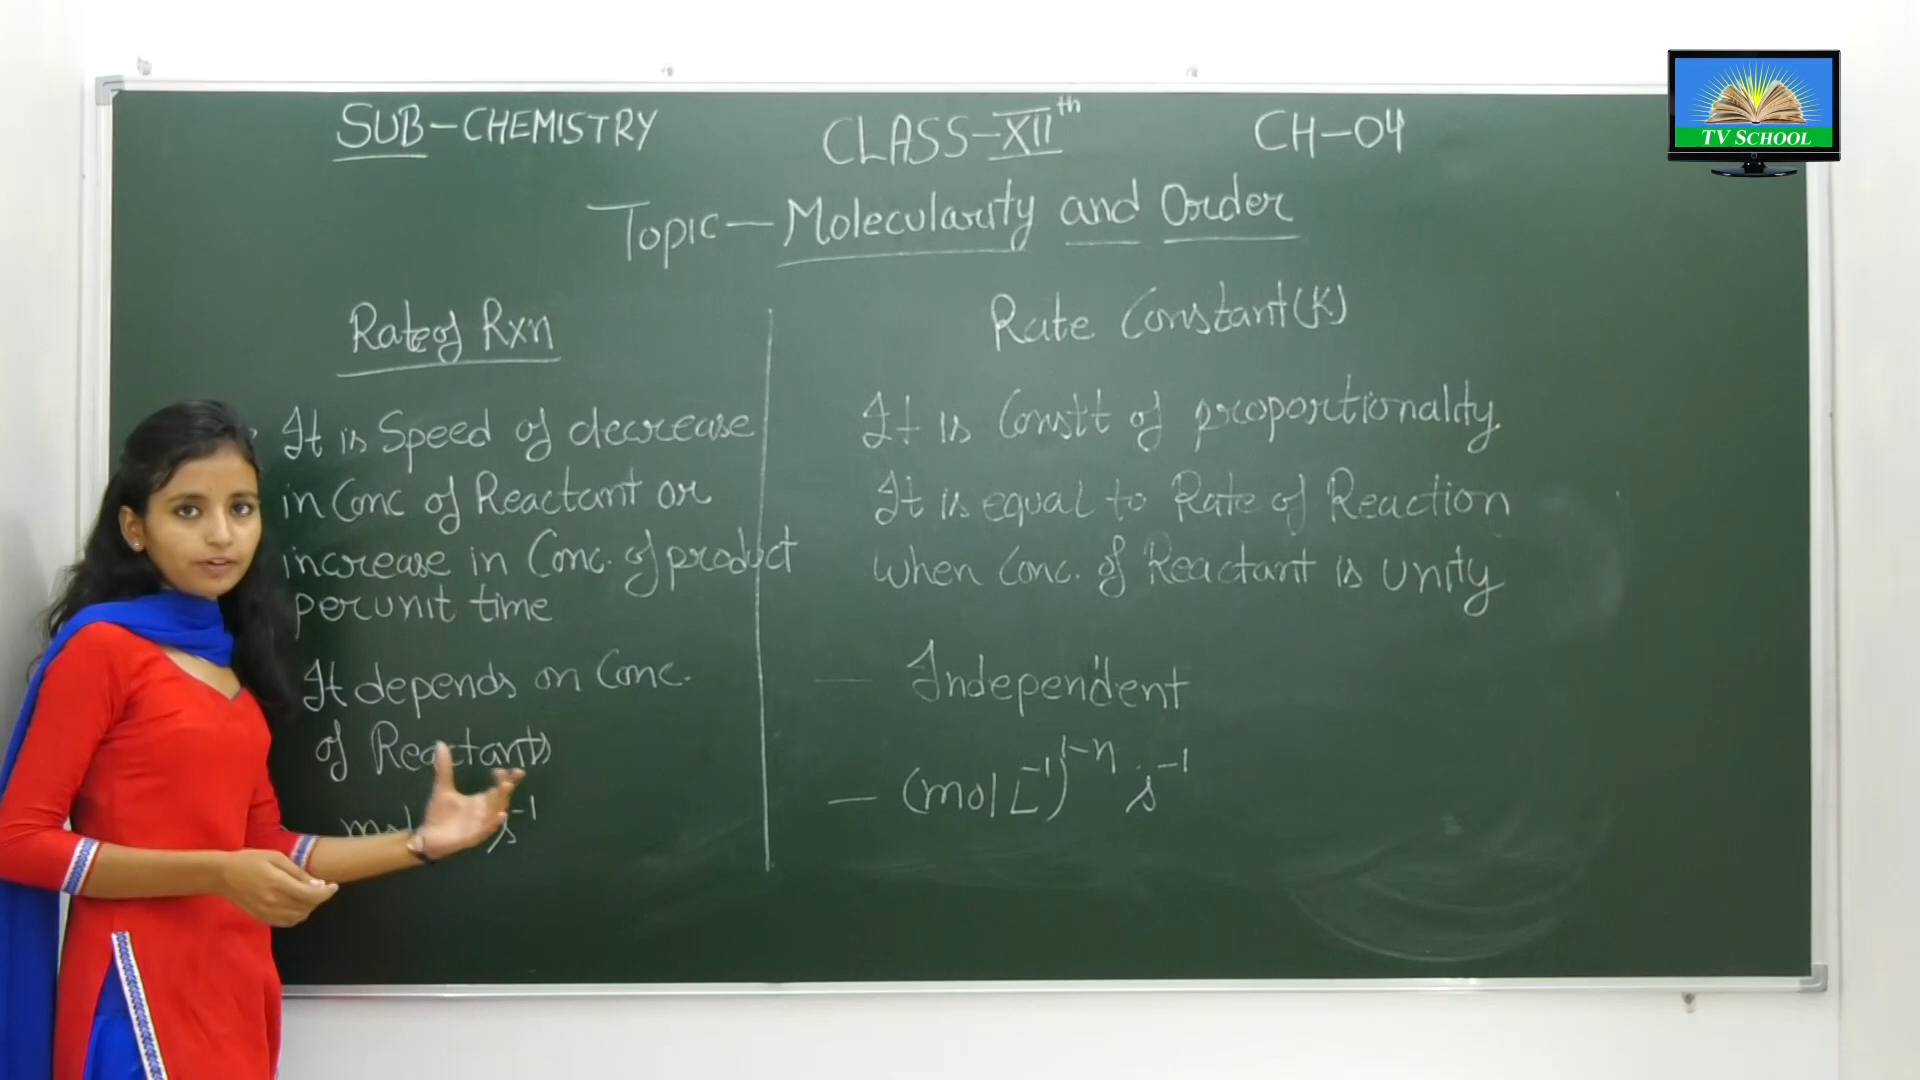 SUB-CHEMISTRY
CLASS-XIIth
CH-04
TV SCHOOL
Topic-Molecularity and Order
Rate of Rxn
It is Speed of decrease
in Conc of Reactant or
increase in Conc. of product
per unit time
It depends on Conc.
of Reactants
mol s-1
Rate Constant(K)
It is Constt of proportionality
It is equal to Rate of Reaction
when Conc. of Reactant is unity
— Independent
— (mol L-1)1-n s-1